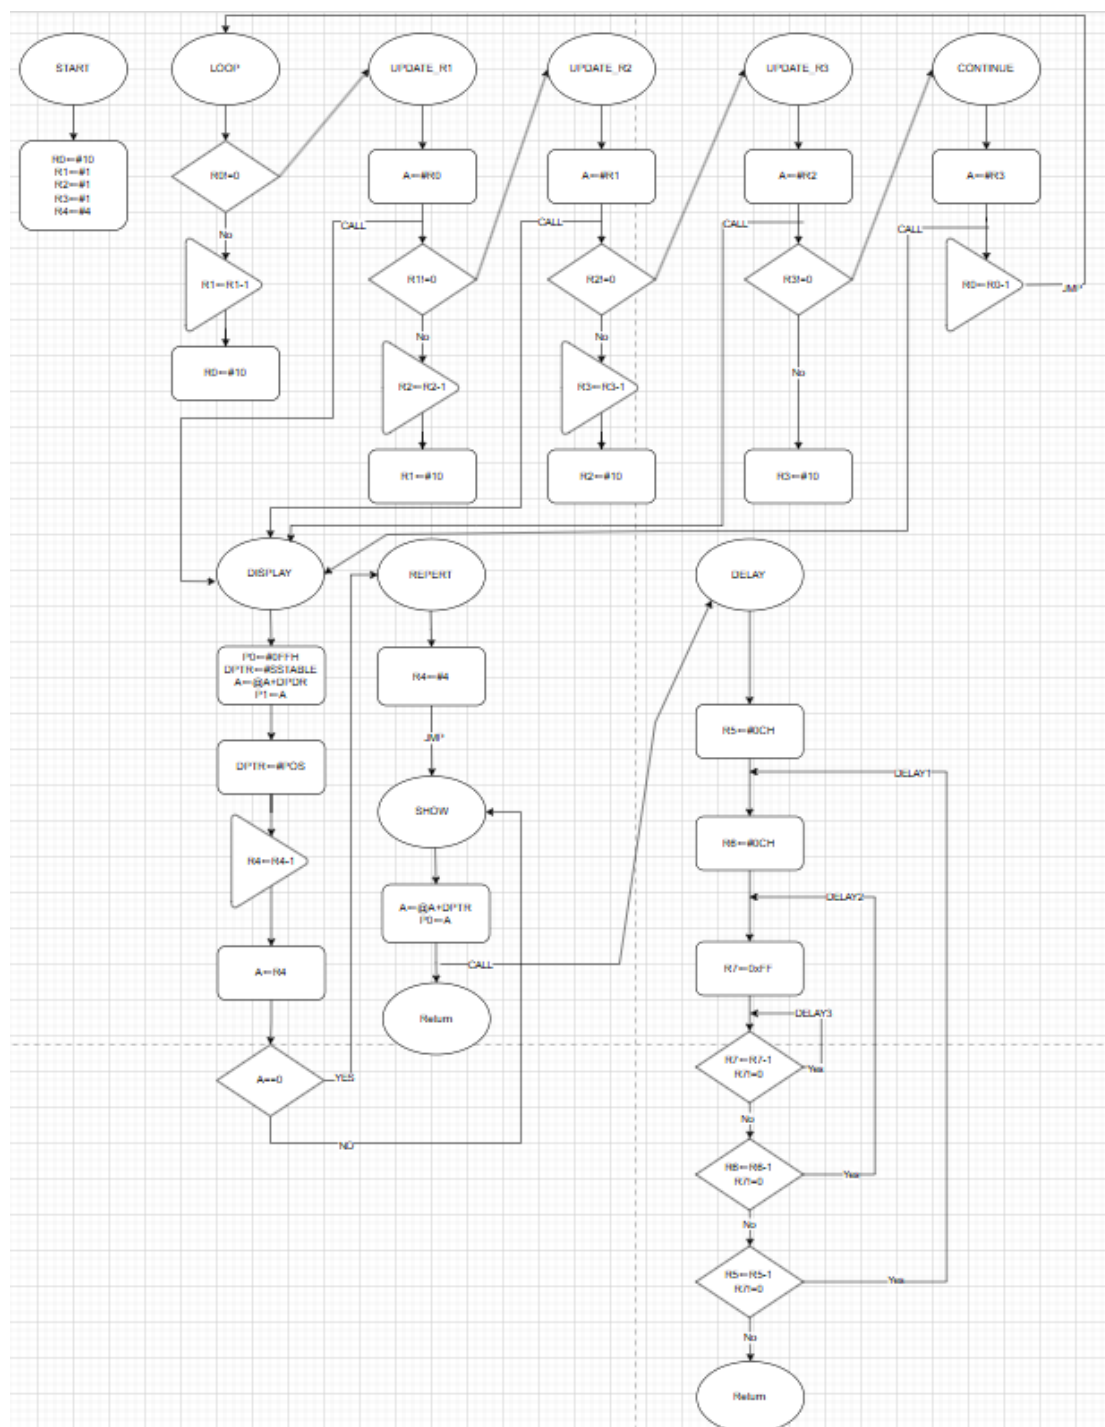 START
LOOP
UPDATE_R1
UPDATE_R2
UPDATE_R3
CONTINUE
R0=#10
R1=#1
R2=#1
R3=#1
R4=#4
R0!=0
A=#R0
A=#R1
A=#R2
A=#R3
CALL
CALL
CALL
CALL
No
R1=R1-1
R1!=0
R2!=0
R3!=0
R0=R0-1
JMP
No
No
No
R0=#10
R2=R2-1
R3=R3-1
R1=#10
R2=#10
R3=#10
DISPLAY
REPERT
DELAY
P0=#0FFH
DPTR=#SSTABLE
A=@A+DPDR
P1=A
R4=#4
R5=#0CH
JMP
DPTR=#POS
DELAY1
SHOW
R6=#0CH
R4=R4-1
DELAY2
A=@A+DPTR
P0=A
CALL
A=R4
R7=0xFF
Return
DELAY3
A==0
YES
R7=R7-1
R7!=0
Yes
No
NO
R6=R6-1
R7!=0
Yes
No
R5=R5-1
R7!=0
Yes
No
Return